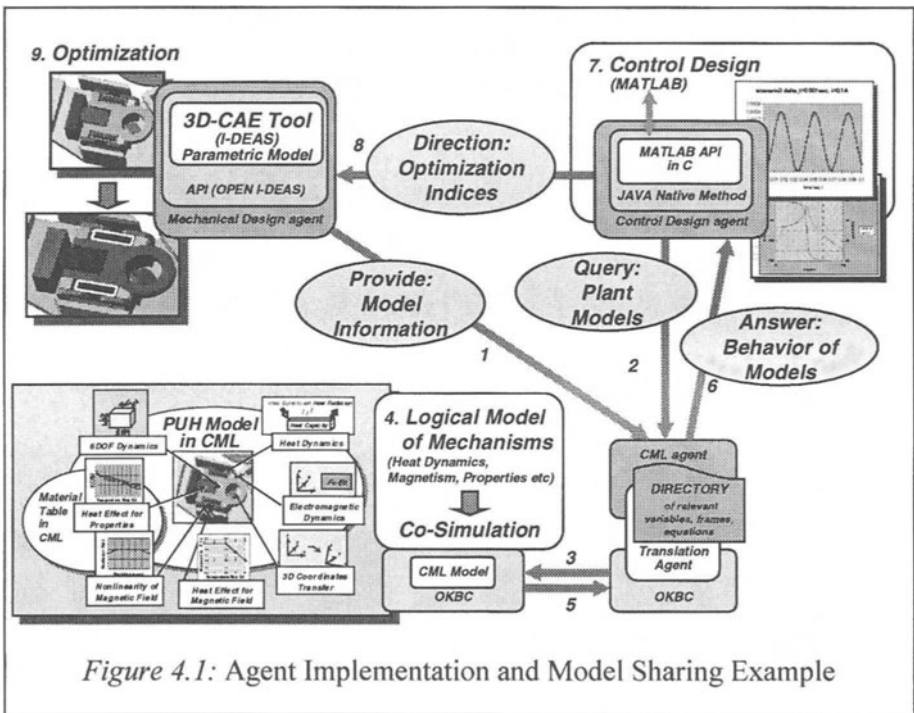 9. Optimization
3D-CAE Tool
(I-DEAS)
Parametric Model
API (OPEN I-DEAS)
Mechanical Design agent
8
Direction:
Optimization
Indices
7. Control Design
(MATLAB)
MATLAB API
in C
JAVA Native Method
Control Design agent
Provide:
Model
Information
1
Query:
Plant
Models
2
Answer:
Behavior of
Models
6
PUH Model
in CML
6DOF Dynamics
Heat Capacity
Heat Dynamics
Material
Table in
CML
Heat Effect for
Properties
Electromagnetic
Dynamics
Nonlinearity of
Magnetic Field
Heat Effect for
Magnetic Field
3D Coordinates
Transfer
4. Logical Model
of Mechanisms
(Heat Dynamics,
Magnetism, Properties etc)
Co-Simulation
CML Model
OKBC
3
5
CML agent
DIRECTORY
of relevant
variables, frames,
equations
Translation
Agent
OKBC
Figure 4.1: Agent Implementation and Model Sharing Example